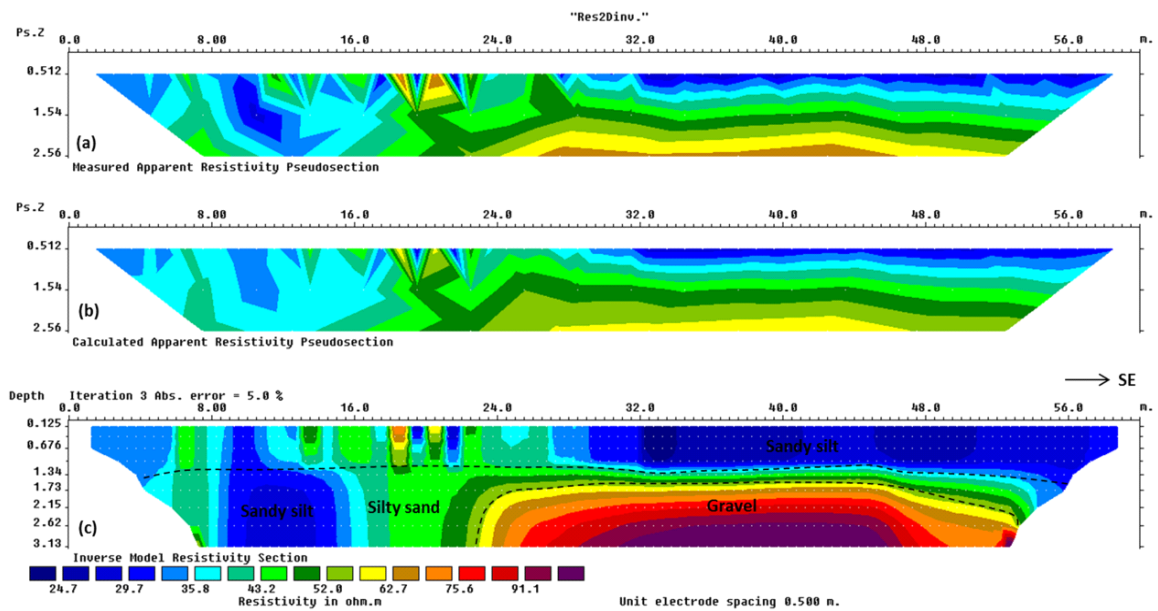 "Res2Dinv."
Ps.Z 0.0 8.00 16.0 24.0 32.0 40.0 48.0 56.0 m.
0.512
1.54
(a)
2.56
Measured Apparent Resistivity Pseudosection
Ps.Z 0.0 8.00 16.0 24.0 32.0 40.0 48.0 56.0 m.
0.512
1.54
(b)
2.56
Calculated Apparent Resistivity Pseudosection
SE
Depth Iteration 3 Abs. error = 5.0 %
0.0 8.00 16.0 24.0 32.0 40.0 48.0 56.0 m.
0.125
0.676 Sandy silt
1.34
1.73
2.15 Sandy silt Silty sand Gravel
2.62 (c)
3.13
Inverse Model Resistivity Section
24.7 29.7 35.8 43.2 52.0 62.7 75.6 91.1
Resistivity in ohm.m Unit electrode spacing 0.500 m.